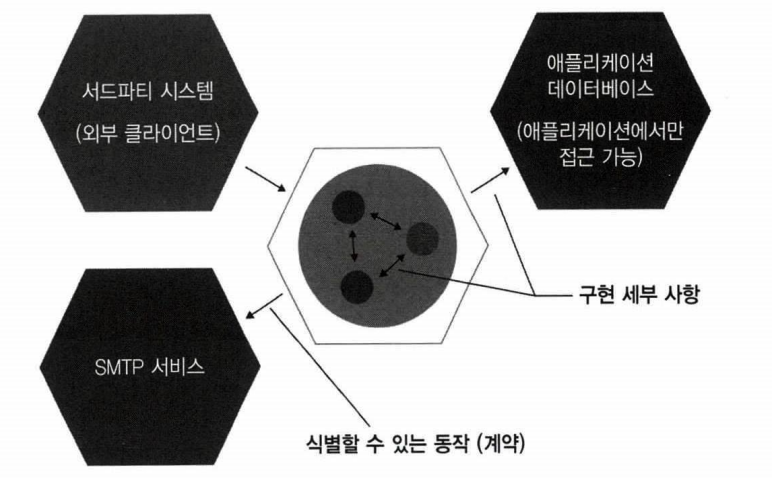 서드파티 시스템
(외부 클라이언트)
애플리케이션
데이터베이스
(애플리케이션에서만
접근 가능)
구현 세부 사항
SMTP 서비스
식별할 수 있는 동작 (계약)